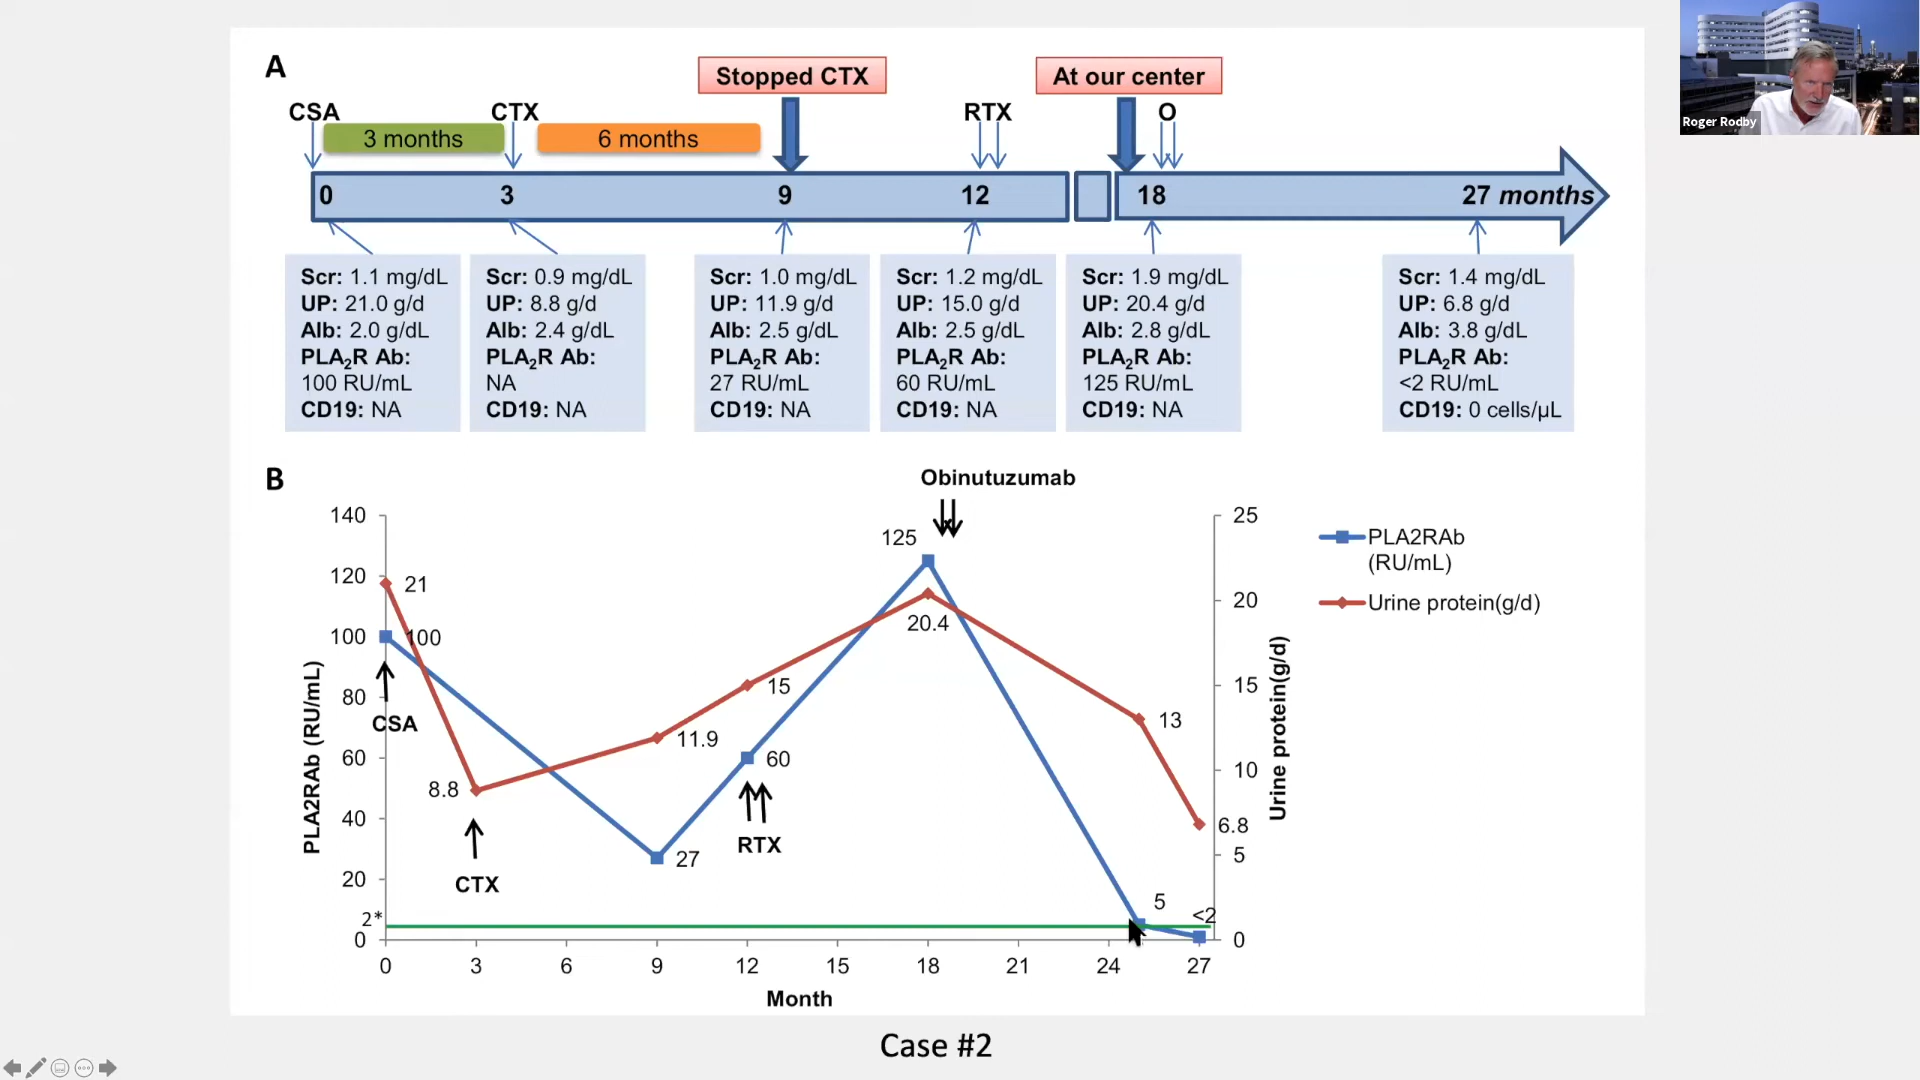 Roger Rodby
A
Stopped CTX
At our center
CSA
CTX
RTX
O
3 months
6 months
0
3
9
12
18
27 months
Scr: 1.1 mg/dL
UP: 21.0 g/d
Alb: 2.0 g/dL
PLA₂R Ab:
100 RU/mL
CD19: NA
Scr: 0.9 mg/dL
UP: 8.8 g/d
Alb: 2.4 g/dL
PLA₂R Ab:
NA
CD19: NA
Scr: 1.0 mg/dL
UP: 11.9 g/d
Alb: 2.5 g/dL
PLA₂R Ab:
27 RU/mL
CD19: NA
Scr: 1.2 mg/dL
UP: 15.0 g/d
Alb: 2.5 g/dL
PLA₂R Ab:
60 RU/mL
CD19: NA
Scr: 1.9 mg/dL
UP: 20.4 g/d
Alb: 2.8 g/dL
PLA₂R Ab:
125 RU/mL
CD19: NA
Scr: 1.4 mg/dL
UP: 6.8 g/d
Alb: 3.8 g/dL
PLA₂R Ab:
<2 RU/mL
CD19: 0 cells/µL
B
Obinutuzumab
PLA2RAb (RU/mL)
140
120
100
80
60
40
20
2*
0
21
100
CSA
8.8
CTX
11.9
27
15
60
RTX
125
20.4
13
5
6.8
<2
25
20
15
10
5
0
Urine protein(g/d)
PLA2RAb
(RU/mL)
Urine protein(g/d)
0 3 6 9 12 15 18 21 24 27
Month
Case #2